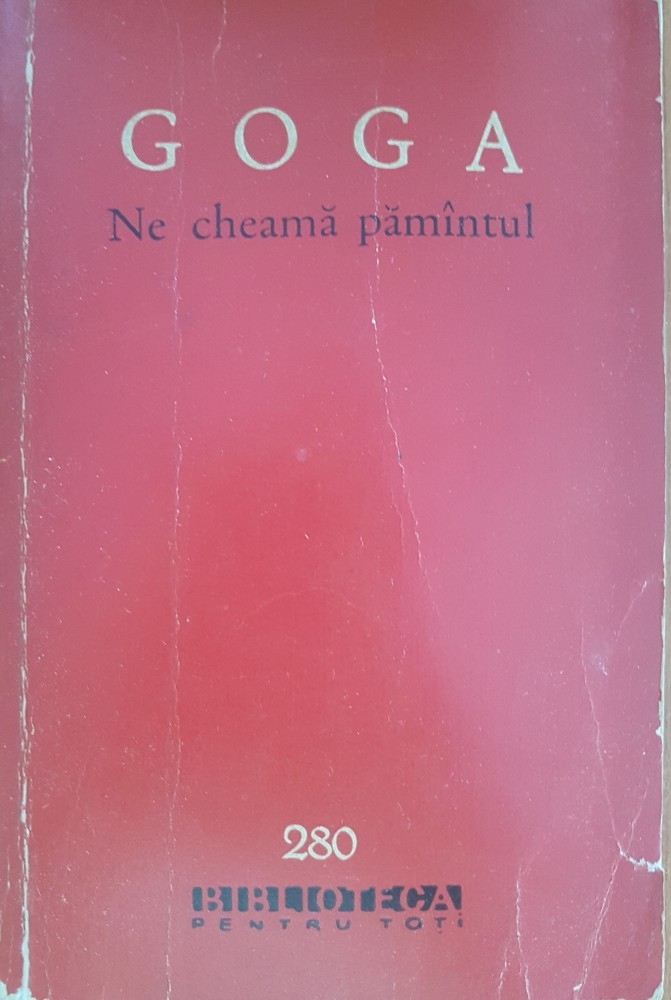 GOGA
Ne cheamă pămîntul
280
BIBLIOTECA
PENTRU TOȚI